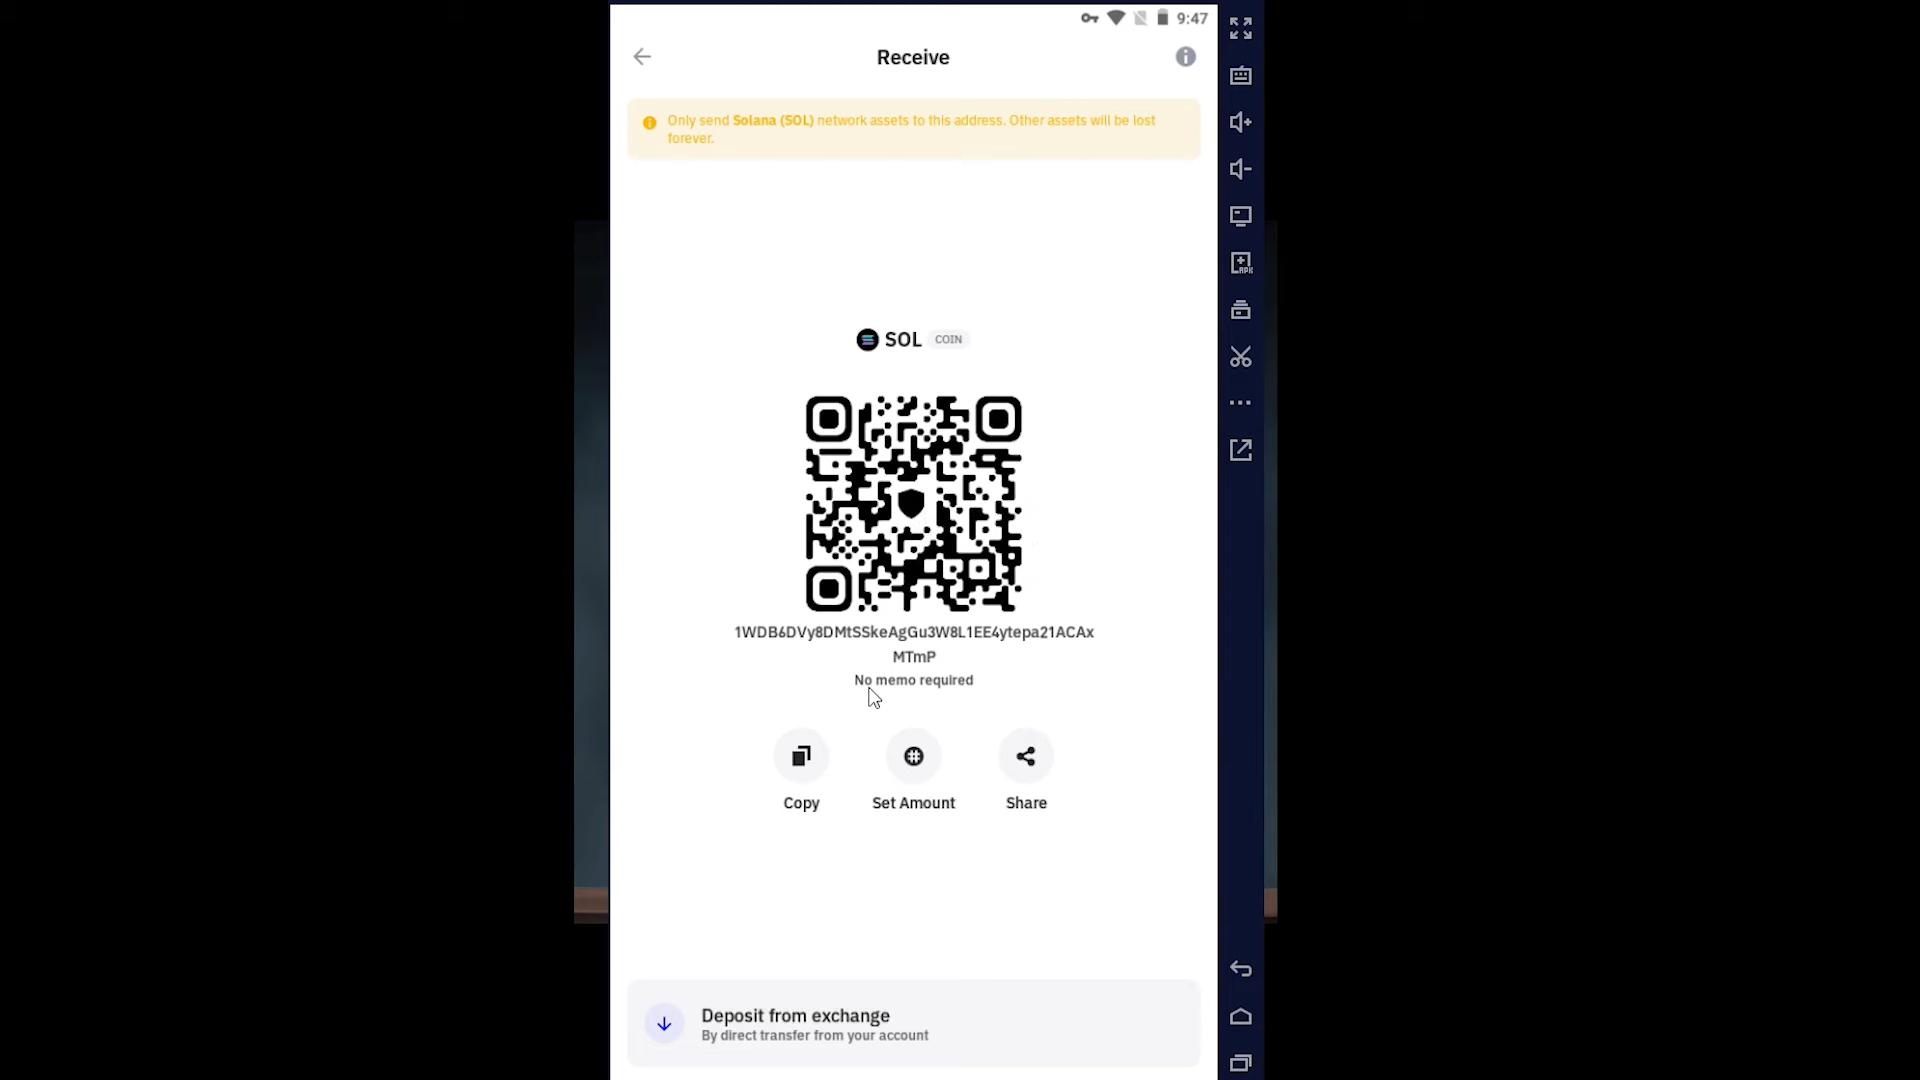 9:47
Receive
Only send Solana (SOL) network assets to this address. Other assets will be lost
forever.
SOL COIN
1WDB6DVy8DMtSSkeAgGu3W8L1EE4ytepa21ACAx
MTmP
No memo required
Copy Set Amount Share
Deposit from exchange
By direct transfer from your account
APK